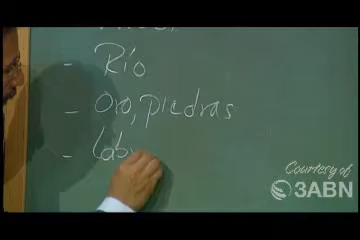 - Río
- Oro, piedras
- lab
Courtesy of
3ABN